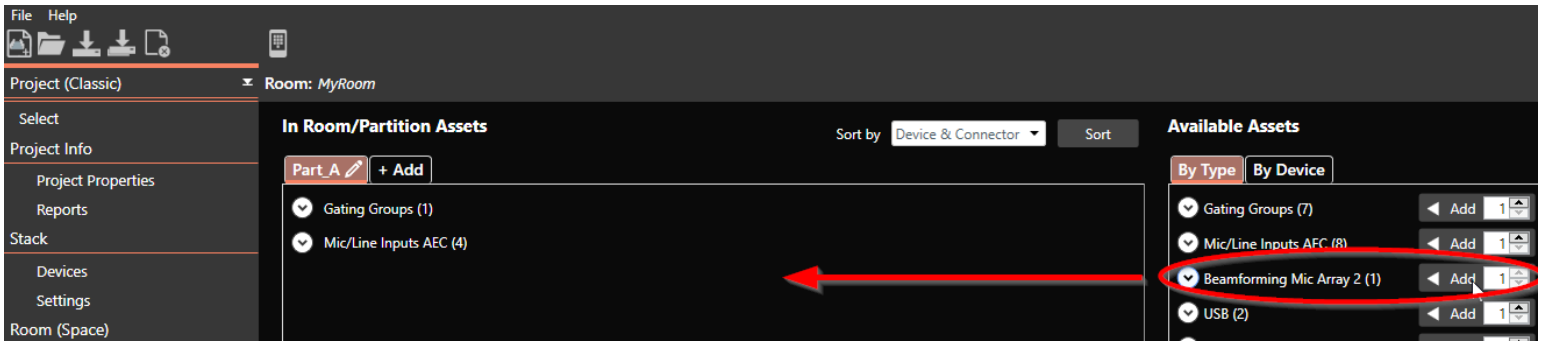 File Help
Project (Classic)
Room: MyRoom
Select
Project Info
Project Properties
Reports
Stack
Devices
Settings
Room (Space)
In Room/Partition Assets
Sort by Device & Connector Sort
Part_A + Add
Gating Groups (1)
Mic/Line Inputs AEC (4)
Available Assets
By Type By Device
Gating Groups (7) Add 1
Mic/Line Inputs AEC (8) Add 1
Beamforming Mic Array 2 (1) Add 1
USB (2) Add 1